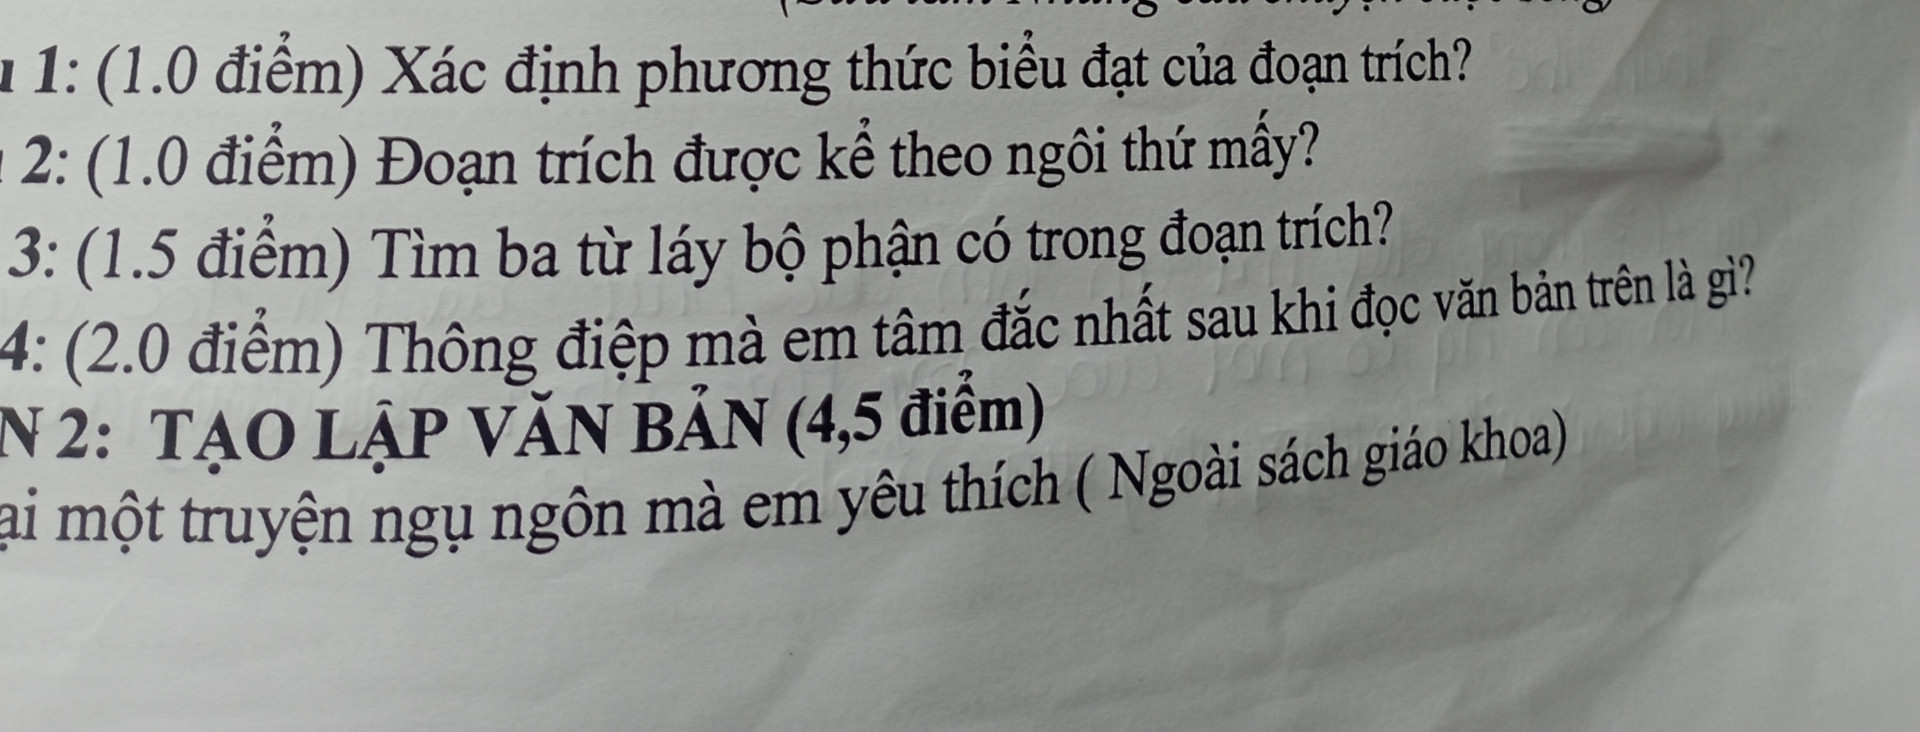 1: (1.0 điểm) Xác định phương thức biểu đạt của đoạn trích?
2: (1.0 điểm) Đoạn trích được kể theo ngôi thứ mấy?
3: (1.5 điểm) Tìm ba từ láy bộ phận có trong đoạn trích?
4: (2.0 điểm) Thông điệp mà em tâm đắc nhất sau khi đọc văn bản trên là gì?
N 2: TẠO LẬP VĂN BẢN (4,5 điểm)
ại một truyện ngụ ngôn mà em yêu thích ( Ngoài sách giáo khoa)